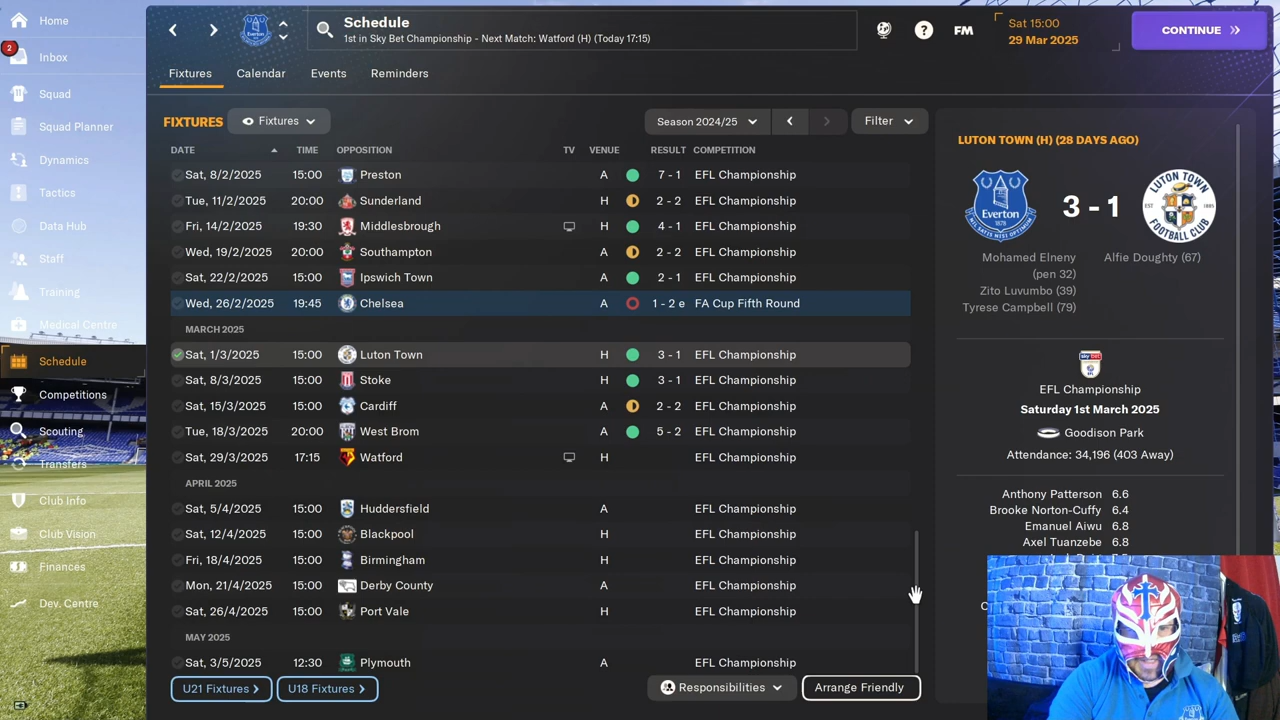 Home
2
Inbox
Squad
Squad Planner
Dynamics
Tactics
Data Hub
Staff
Training
Medical Centre
Schedule
Competitions
Scouting
Transfers
Club Info
Club Vision
Finances
Dev. Centre
Schedule
1st in Sky Bet Championship - Next Match: Watford (H) (Today 17:15)
?
FM
Sat 15:00
29 Mar 2025
CONTINUE
Fixtures
Calendar
Events
Reminders
FIXTURES
Fixtures
Season 2024/25
Filter
DATE TIME OPPOSITION TV VENUE RESULT COMPETITION
Sat, 8/2/2025 15:00 Preston A 7 - 1 EFL Championship
Tue, 11/2/2025 20:00 Sunderland H 2 - 2 EFL Championship
Fri, 14/2/2025 19:30 Middlesbrough H 4 - 1 EFL Championship
Wed, 19/2/2025 20:00 Southampton A 2 - 2 EFL Championship
Sat, 22/2/2025 15:00 Ipswich Town A 2 - 1 EFL Championship
Wed, 26/2/2025 19:45 Chelsea A 1 - 2 e FA Cup Fifth Round
MARCH 2025
Sat, 1/3/2025 15:00 Luton Town H 3 - 1 EFL Championship
Sat, 8/3/2025 15:00 Stoke H 3 - 1 EFL Championship
Sat, 15/3/2025 15:00 Cardiff A 2 - 2 EFL Championship
Tue, 18/3/2025 20:00 West Brom A 5 - 2 EFL Championship
Sat, 29/3/2025 17:15 Watford H EFL Championship
APRIL 2025
Sat, 5/4/2025 15:00 Huddersfield A EFL Championship
Sat, 12/4/2025 15:00 Blackpool H EFL Championship
Fri, 18/4/2025 15:00 Birmingham H EFL Championship
Mon, 21/4/2025 15:00 Derby County A EFL Championship
Sat, 26/4/2025 15:00 Port Vale H EFL Championship
MAY 2025
Sat, 3/5/2025 12:30 Plymouth A EFL Championship
U21 Fixtures
U18 Fixtures
Responsibilities
Arrange Friendly
LUTON TOWN (H) (28 DAYS AGO)
Everton
1878
3 - 1
LUTON TOWN
EST 1885
FOOTBALL CLUB
Mohamed Elneny
(pen 32)
Zito Luvumbo (39)
Tyrese Campbell (79)
Alfie Doughty (67)
sky bet
EFL Championship
Saturday 1st March 2025
Goodison Park
Attendance: 34,196 (403 Away)
Anthony Patterson 6.6
Brooke Norton-Cuffy 6.4
Emanuel Aiwu 6.8
Axel Tuanzebe 6.8